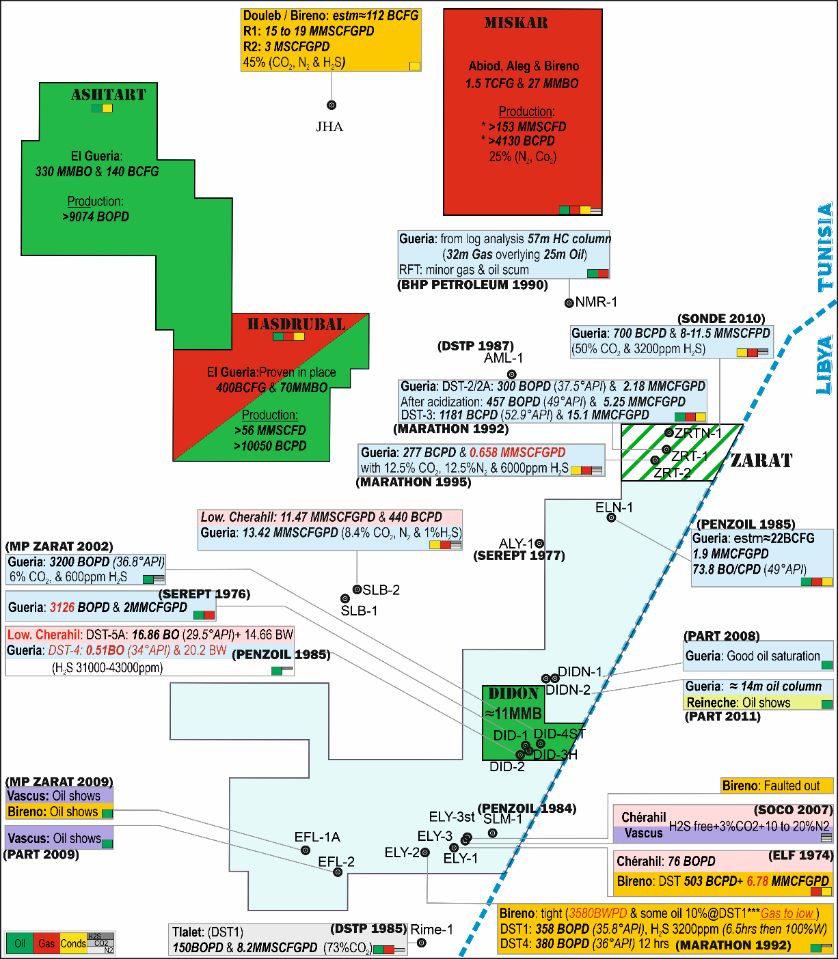 Douleb / Bireno: estm≈112 BCFG
R1: 15 to 19 MMSCFGPD
R2: 3 MSCFGPD
45% (CO2, N2 & H2S)
JHA
MISKAR
Abiod, Aleg & Bireno
1.5 TCFG & 27 MMBO
Production:
* >153 MMSCFD
* >4130 BCPD
25% (N2, Co2)
ASHTART
El Gueria:
330 MMBO & 140 BCFG
Production:
>9074 BOPD
TUNISIA
LIBYA
Gueria: from log analysis 57m HC column
(32m Gas overlying 25m Oil)
RFT: minor gas & oil scum
(BHP PETROLEUM 1990)
NMR-1
HASDRUBAL
El Gueria:Proven in place
400BCFG & 70MMBO
Production:
>56 MMSCFD
>10050 BCPD
(SONDE 2010)
Gueria: 700 BCPD & 8-11.5 MMSCFPD
(50% CO2 & 3200ppm H2S)
(DSTP 1987)
AML-1
Gueria: DST-2/2A: 300 BOPD (37.5°API) & 2.18 MMCFGPD
After acidization: 457 BOPD (49°API) & 5.25 MMCFGPD
DST-3: 1181 BCPD (52.9°API) & 15.1 MMCFGPD
(MARATHON 1992)
Gueria: 277 BCPD & 0.658 MMSCFGPD
with 12.5% CO2, 12.5%N2 & 6000ppm H2S
(MARATHON 1995)
ZRTN-1
ZRT-1
ZRT-2
ZARAT
ELN-1
Low. Cherahil: 11.47 MMSCFGPD & 440 BCPD
Gueria: 13.42 MMSCFGPD (8.4% CO2, N2 & 1%H2S)
ALY-1
(SEREPT 1977)
(PENZOIL 1985)
Gueria: estm≈22BCFG
1.9 MMCFGPD
73.8 BO/CPD (49°API)
SLB-2
SLB-1
(MP ZARAT 2002)
Gueria: 3200 BOPD (36.8°API)
6% CO2, & 600ppm H2S
(SEREPT 1976)
Gueria: 3126 BOPD & 2MMCFGPD
Low. Cherahil: DST-5A: 16.86 BO (29.5°API)+ 14.66 BW
Gueria: DST-4: 0.51BO (34°API) & 20.2 BW
(PENZOIL 1985)
(H2S 31000-43000ppm)
(PART 2008)
Gueria: Good oil saturation
DIDN-1
DIDN-2
Gueria: ≈ 14m oil column
Reineche: Oil shows
(PART 2011)
DIDON
≈11MMB
DID-1
DID-4ST
DID-3H
DID-2
(MP ZARAT 2009)
Vascus: Oil shows
Bireno: Oil shows
Vascus: Oil shows
(PART 2009)
EFL-1A
EFL-2
(PENZOIL 1984)
ELY-3st
SLM-1
ELY-3
ELY-2
ELY-1
Bireno: Faulted out
Chérahil
(SOCO 2007)
Vascus
H2S free+3%CO2+10 to 20%N2
Chérahil: 76 BOPD
(ELF 1974)
Bireno: DST 503 BCPD+ 6.78 MMCFGPD
Bireno: tight (3580BWPD & some oil 10%@DST1***Gas to low )
DST1: 358 BOPD (35.8°API), H2S 3200ppm (6.5hrs then 100%W)
DST4: 380 BOPD (36°API) 12 hrs
(MARATHON 1992)
Tlalet: (DST1)
(DSTP 1985)
150BOPD & 8.2MMSCFGPD (73%CO2)
Rime-1
Oil
Gas
Conds
H2S
CO2
N2